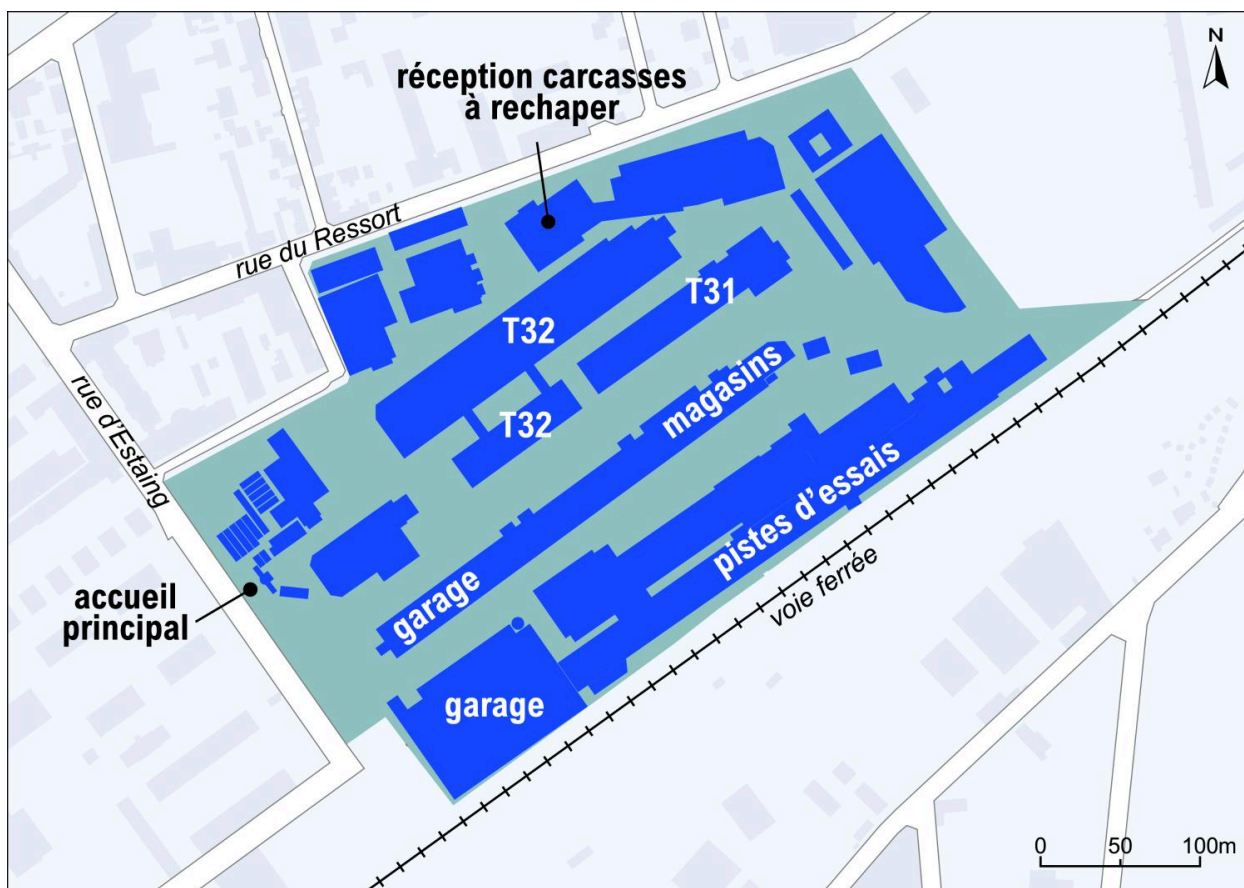 N
réception carcasses
à rechaper
rue du Ressort
T31
T32
magasins
T32
rue d'Estaing
pistes d'essais
accueil
principal
garage
voie ferrée
garage
0 50 100m